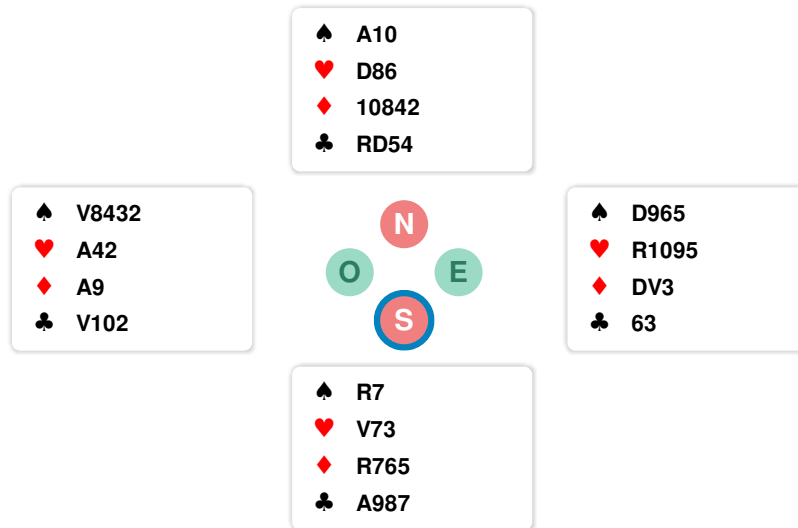 ♠ A10
♥ D86
♦ 10842
♣ RD54
♠ V8432
♥ A42
♦ A9
♣ V102
N
O
E
S
♠ D965
♥ R1095
♦ DV3
♣ 63
♠ R7
♥ V73
♦ R765
♣ A987